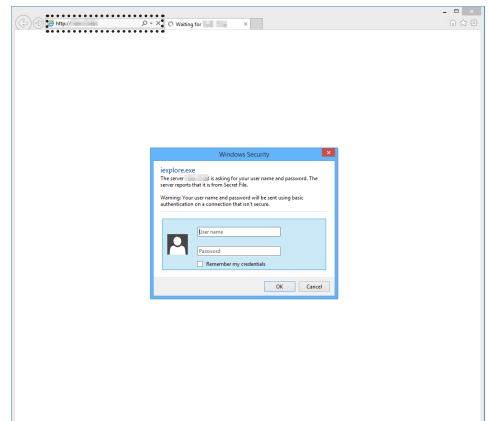 http://
Waiting for
Windows Security
iexplore.exe
The server is asking for your user name and password. The
server reports that it is from Secret File.
Warning: Your user name and password will be sent using basic
authentication on a connection that isn't secure.
User name
Password
Remember my credentials
OK Cancel